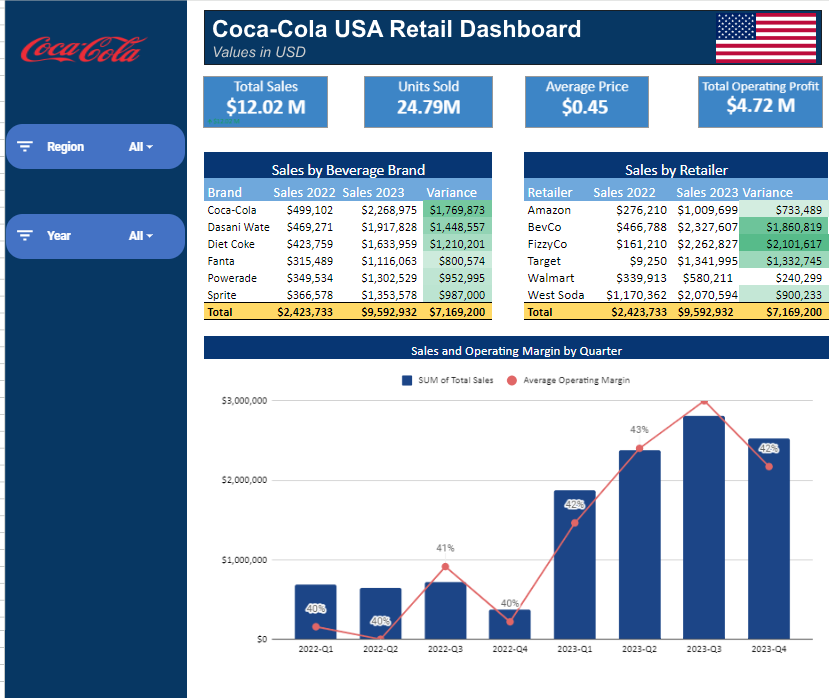 Coca-Cola
Coca-Cola USA Retail Dashboard
Values in USD
Total Sales
$12.02 M
Units Sold
24.79M
Average Price
$0.45
Total Operating Profit
$4.72 M
Region All
Year All
Sales by Beverage Brand
Brand Sales 2022 Sales 2023 Variance
Coca-Cola $499,102 $2,268,975 $1,769,873
Dasani Wate $469,271 $1,917,828 $1,448,557
Diet Coke $423,759 $1,633,959 $1,210,201
Fanta $315,489 $1,116,063 $800,574
Powerade $349,534 $1,302,529 $952,995
Sprite $366,578 $1,353,578 $987,000
Total $2,423,733 $9,592,932 $7,169,200
Sales by Retailer
Retailer Sales 2022 Sales 2023 Variance
Amazon $276,210 $1,009,699 $733,489
BevCo $466,788 $2,327,607 $1,860,819
FizzyCo $161,210 $2,262,827 $2,101,617
Target $9,250 $1,341,995 $1,332,745
Walmart $339,913 $580,211 $240,299
West Soda $1,170,362 $2,070,594 $900,233
Total $2,423,733 $9,592,932 $7,169,200
Sales and Operating Margin by Quarter
SUM of Total Sales Average Operating Margin
$3,000,000
$2,000,000
$1,000,000
$0
40%
40%
41%
40%
42%
43%
42%
2022-Q1 2022-Q2 2022-Q3 2022-Q4 2023-Q1 2023-Q2 2023-Q3 2023-Q4